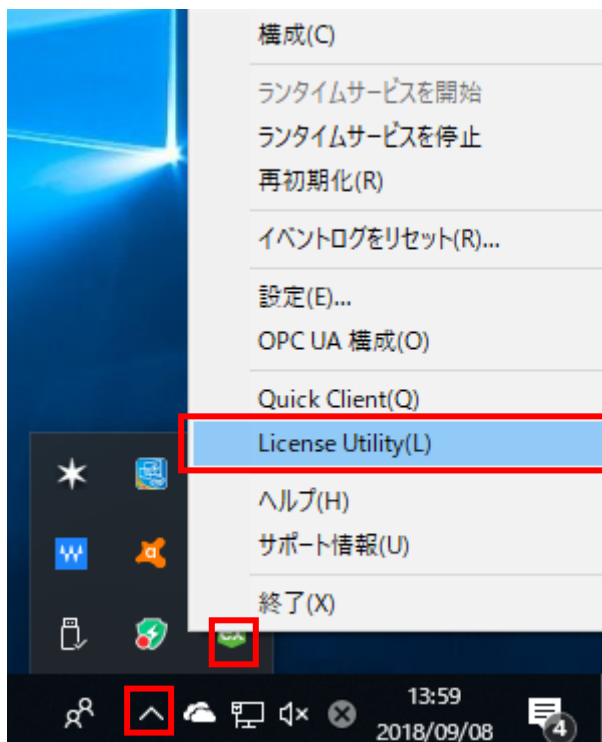 構成(C)
ランタイムサービスを開始
ランタイムサービスを停止
再初期化(R)
イベントログをリセット(R)...
設定(E)...
OPC UA 構成(O)
Quick Client(Q)
License Utility(L)
ヘルプ(H)
サポート情報(U)
終了(X)
13:59
2018/09/08
4